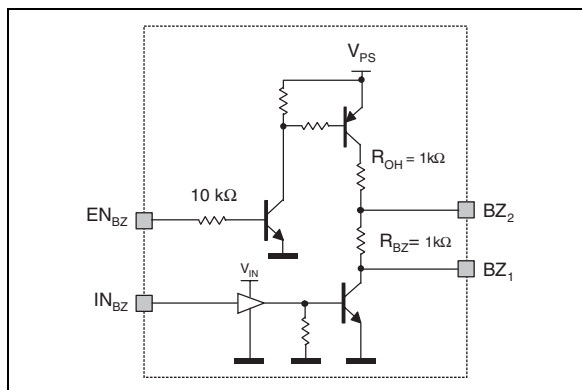 V_PS
R_OH = 1kΩ
10 kΩ
EN_BZ
BZ_2
R_BZ= 1kΩ
V_IN
BZ_1
IN_BZ